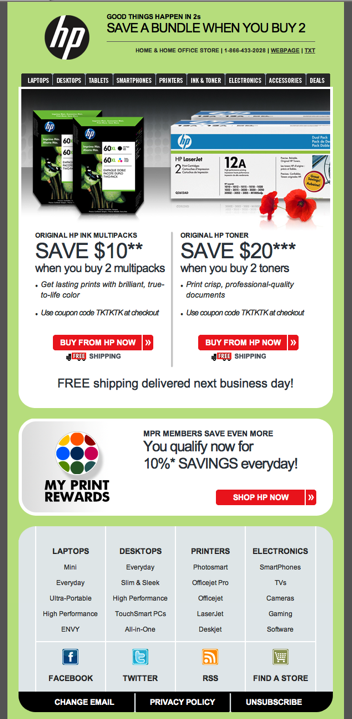 hp
GOOD THINGS HAPPEN IN 2s
SAVE A BUNDLE WHEN YOU BUY 2
HOME & HOME OFFICE STORE | 1-866-433-2028 | WEBPAGE | TXT
LAPTOPS DESKTOPS TABLETS SMARTPHONES PRINTERS INK & TONER ELECTRONICS ACCESSORIES DEALS
60XL
60XL
hp
HP LaserJet
12A
Dual Pack
ORIGINAL HP INK MULTIPACKS
SAVE $10**
when you buy 2 multipacks
• Get lasting prints with brilliant, true-
to-life color
• Use coupon code TKTKTK at checkout
BUY FROM HP NOW »
FREE SHIPPING
ORIGINAL HP TONER
SAVE $20***
when you buy 2 toners
• Print crisp, professional-quality
documents
• Use coupon code TKTKTK at checkout
BUY FROM HP NOW »
FREE SHIPPING
FREE shipping delivered next business day!
MY PRINT
REWARDS
MPR MEMBERS SAVE EVEN MORE
You qualify now for
10%* SAVINGS everyday!
SHOP HP NOW »
LAPTOPS DESKTOPS PRINTERS ELECTRONICS
Mini Everyday Photosmart SmartPhones
Everyday Slim & Sleek Officejet Pro TVs
Ultra-Portable High Performance Officejet Cameras
High Performance TouchSmart PCs LaserJet Gaming
ENVY All-in-One Deskjet Software
FACEBOOK TWITTER RSS FIND A STORE
CHANGE EMAIL PRIVACY POLICY UNSUBSCRIBE